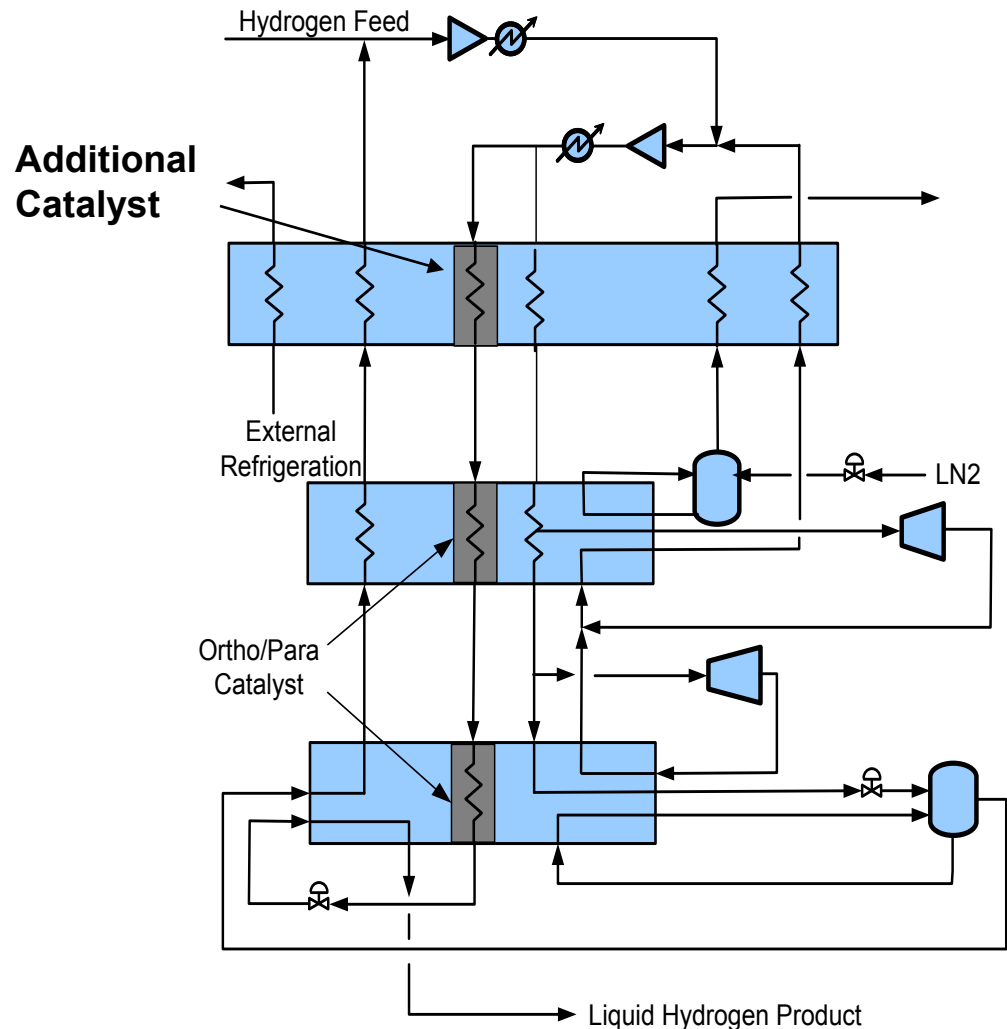 Hydrogen Feed
Additional
Catalyst
External
Refrigeration
LN2
Ortho/Para
Catalyst
Liquid Hydrogen Product